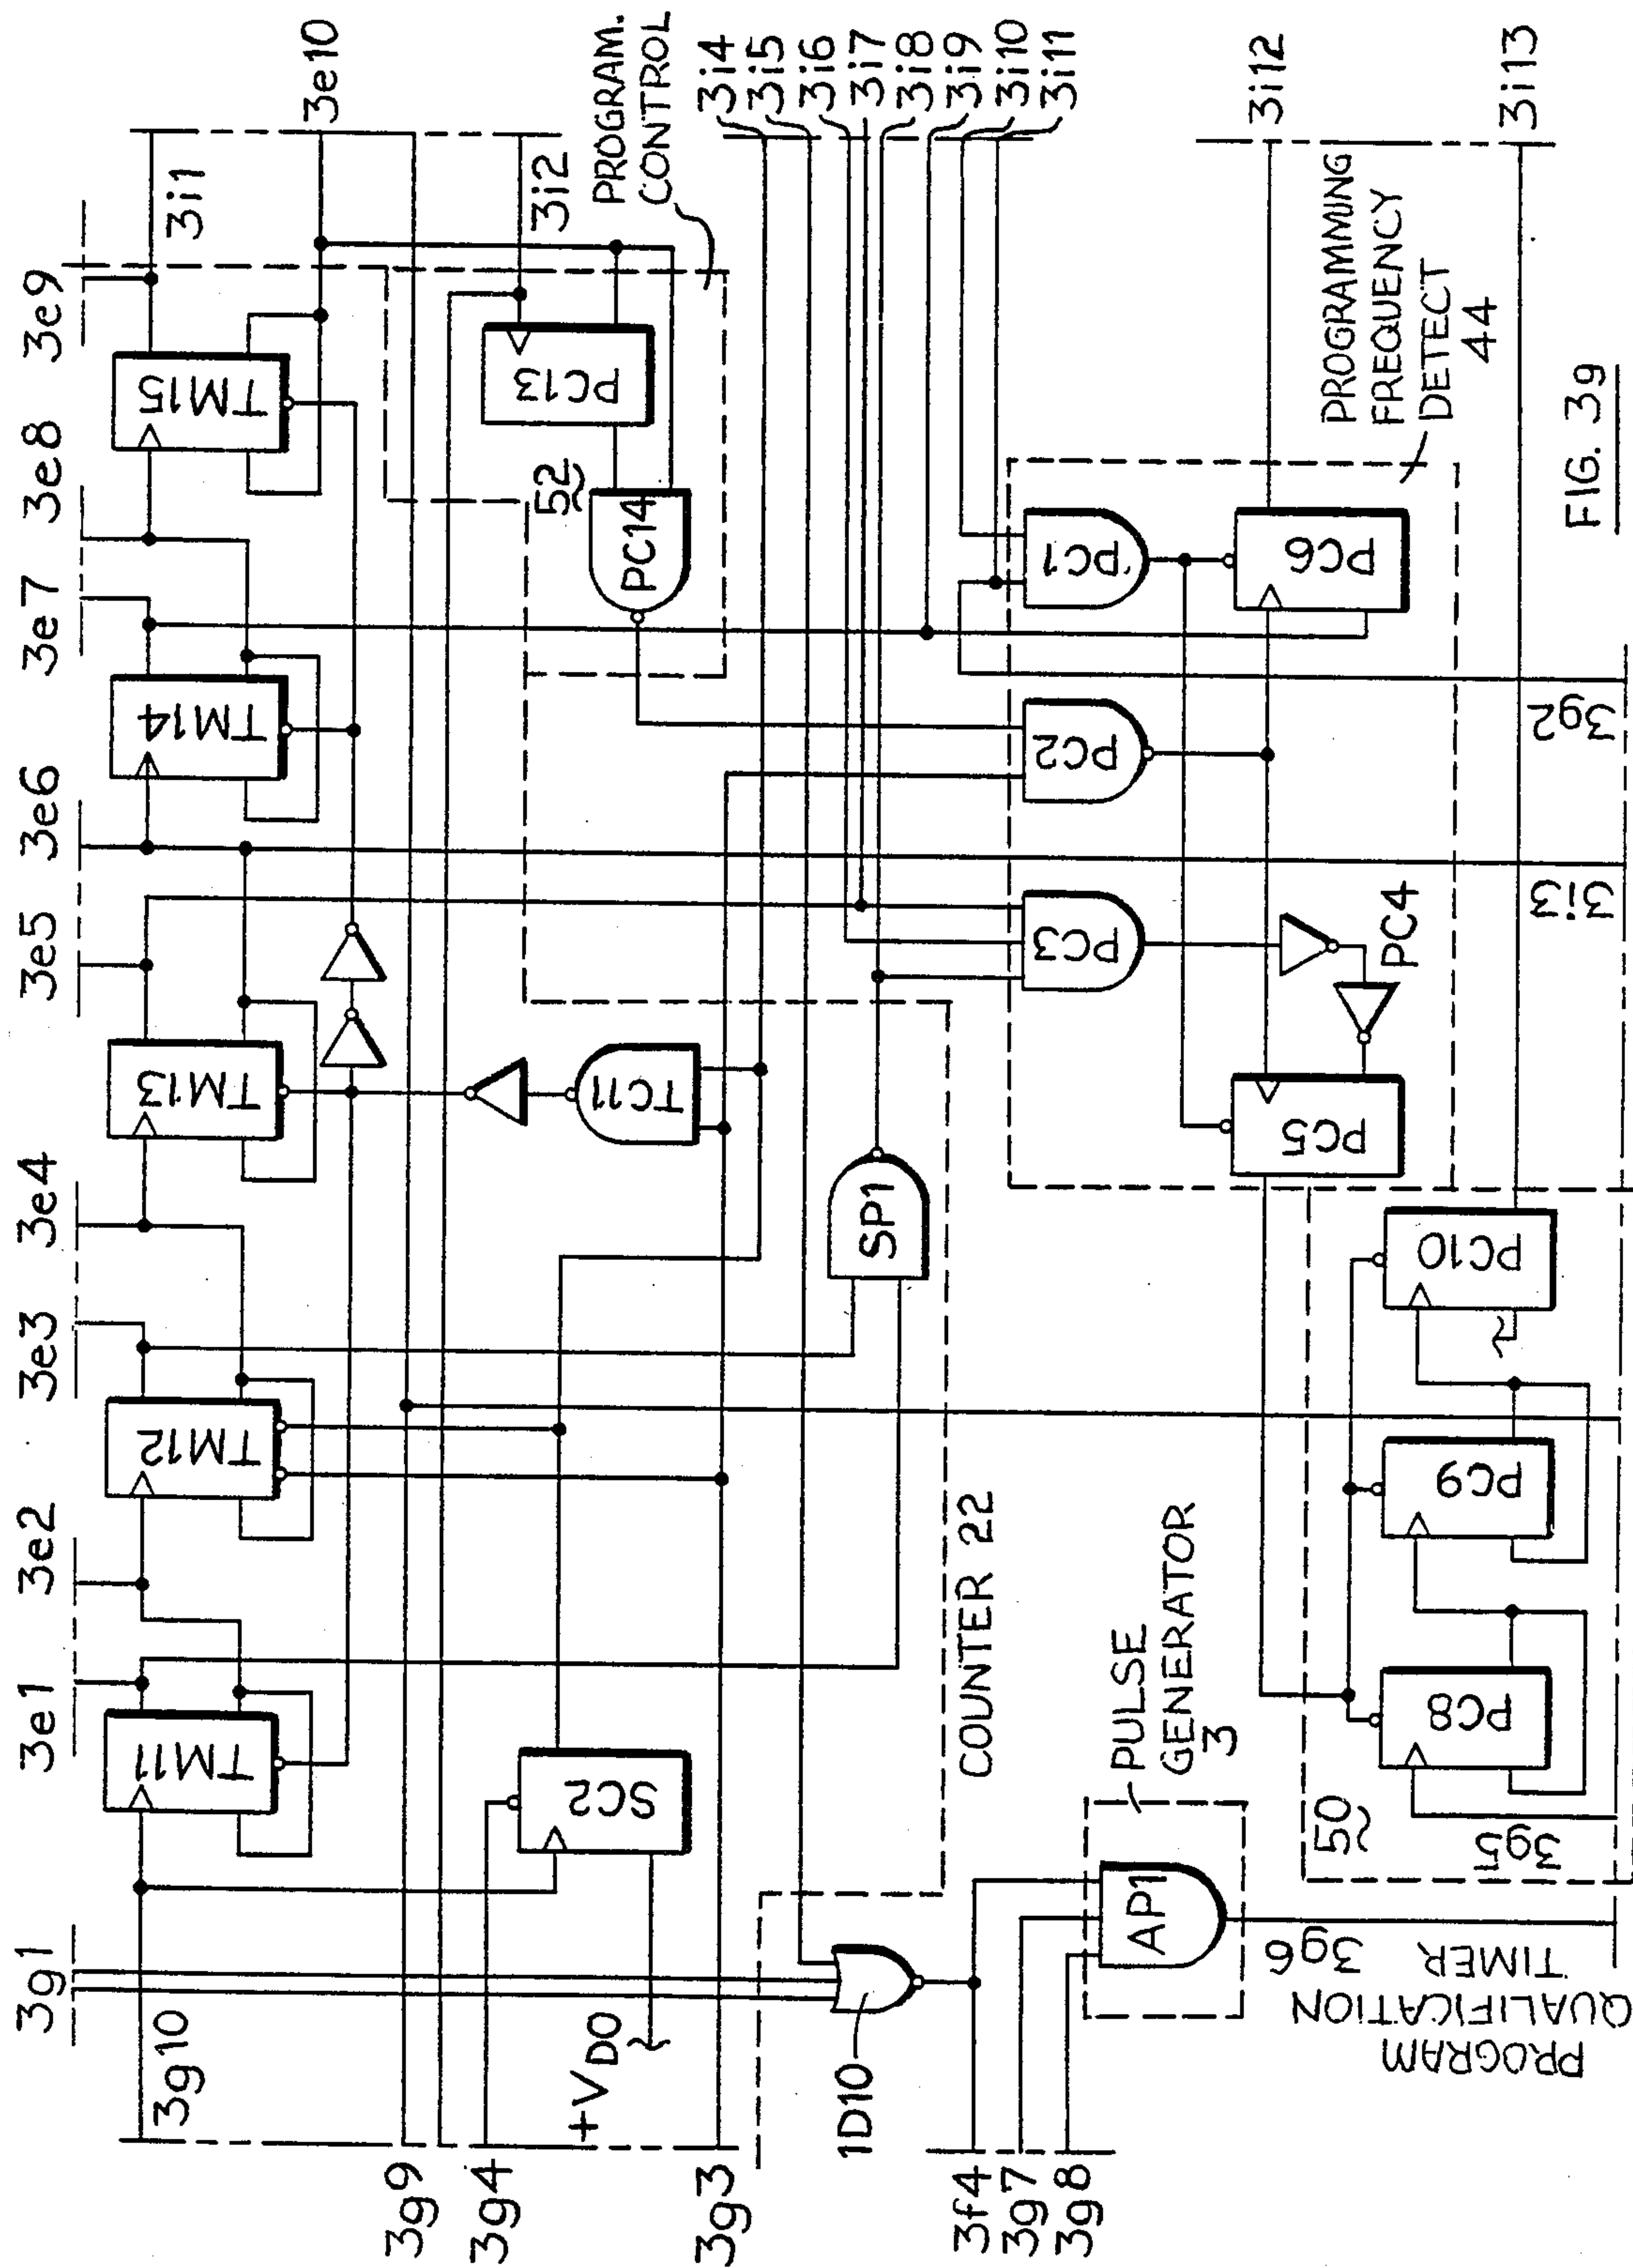 3g1
3e1
3e2
3e3
3e4
3e5
3e6
3e7
3e8
3e9
3g10
TM11
TM12
TM13
TM14
TM15
3i1
3e10
3g9
3g4
+VDD
3g3
SC2
TC11
PC13
52
PC14
3i2
PROGRAM.
CONTROL
3i4
3i5
3i6
3i7
3i8
3i9
3i10
3i11
SP1
COUNTER 22
1D10
3f4
3g7
3g8
AP1
PULSE
GENERATOR
3
PC3
PC2
PC1
PC4
PC5
PC6
3i12
3i13
PROGRAMMING
FREQUENCY
DETECT
44
50
PC8
PC9
PC10
3g5
3g6
PROGRAM
QUALIFICATION
TIMER
3i3
3g2
FIG. 3g